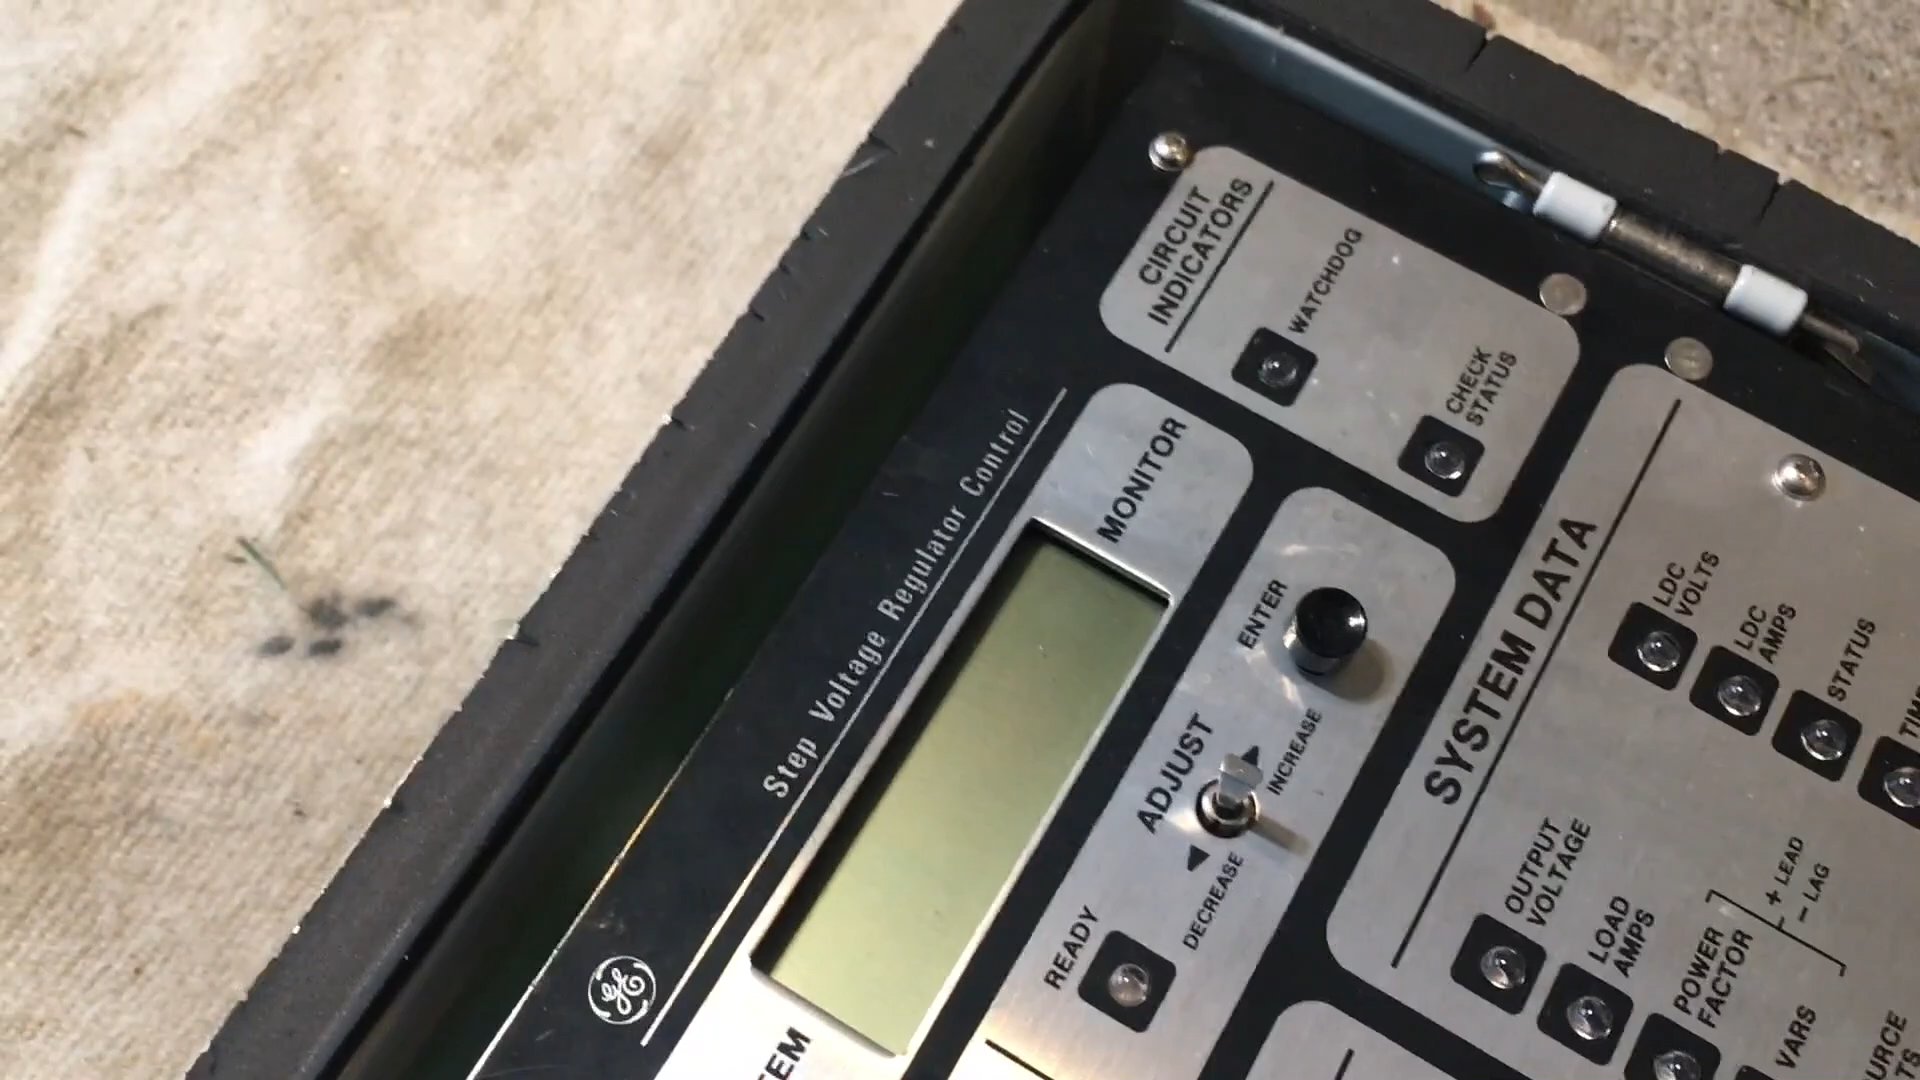 CIRCUIT
INDICATORS
WATCHDOG
CHECK
STATUS
Step Voltage Regulator Control
GE
MONITOR
ENTER
ADJUST
INCREASE
DECREASE
READY
SYSTEM DATA
LDC
VOLTS
LDC
AMPS
STATUS
OUTPUT
VOLTAGE
LOAD
AMPS
POWER
FACTOR
+ LEAD
- LAG
VARS